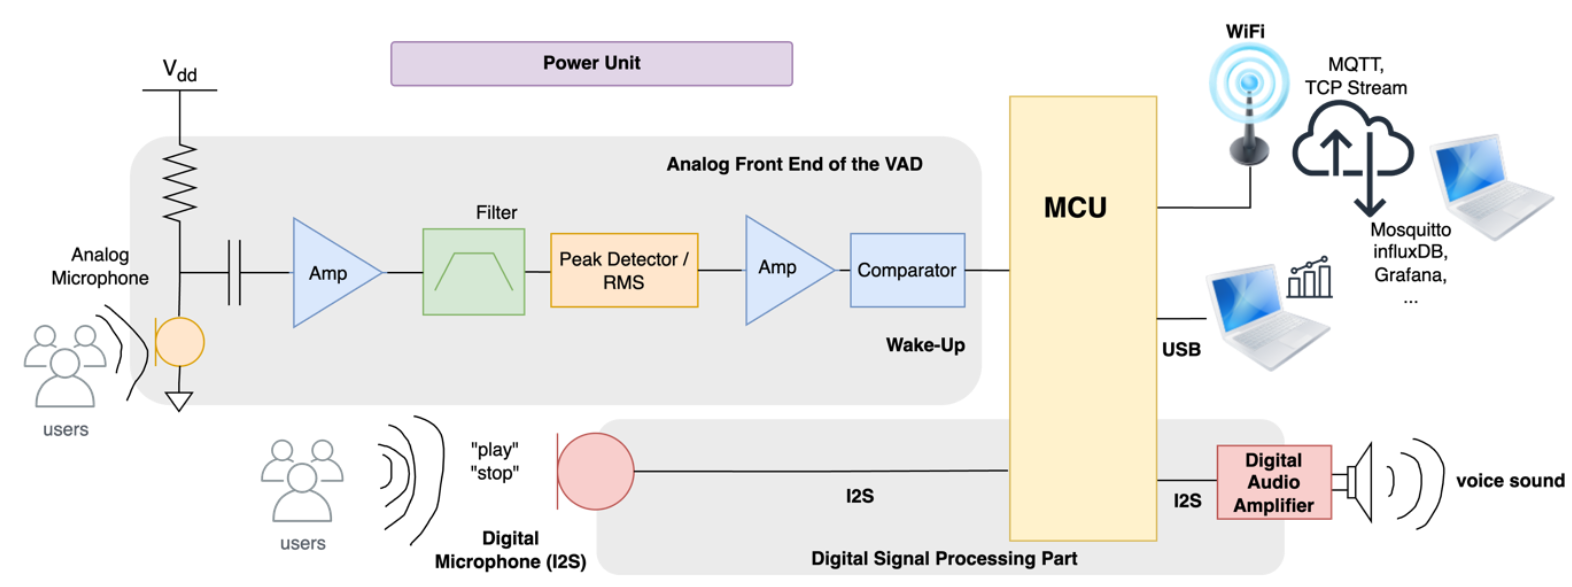 WiFi
Power Unit
MQTT,
TCP Stream
Vdd
Analog Front End of the VAD
MCU
Filter
Analog
Microphone
Amp
Peak Detector /
RMS
Amp
Comparator
Mosquitto
influxDB,
Grafana,
...
Wake-Up
USB
users
"play"
"stop"
Digital
Audio
Amplifier
voice sound
I2S
I2S
users
Digital
Microphone (I2S)
Digital Signal Processing Part